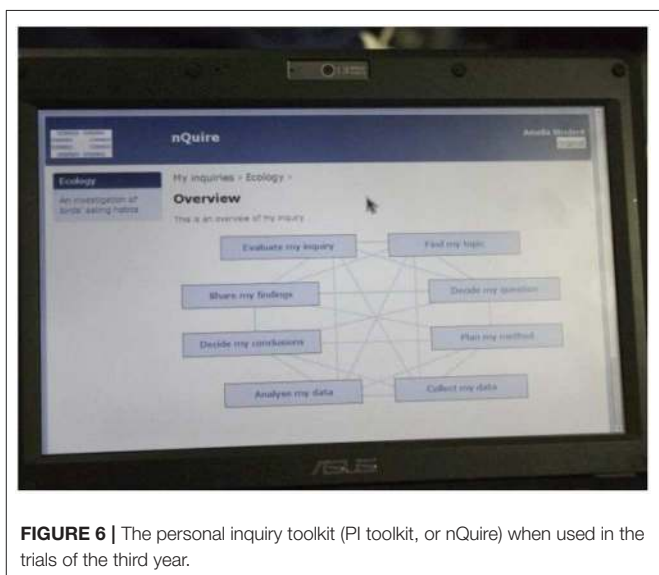 nQuire
Amelia Student
Ecology
An investigation of
birds' eating habits
My inquiries > Ecology >
Overview
This is an overview of my inquiry
Evaluate my inquiry
Find my topic
Share my findings
Decide my question
Decide my conclusions
Plan my method
Analyse my data
Collect my data
ASUS
FIGURE 6 | The personal inquiry toolkit (PI toolkit, or nQuire) when used in the
trials of the third year.